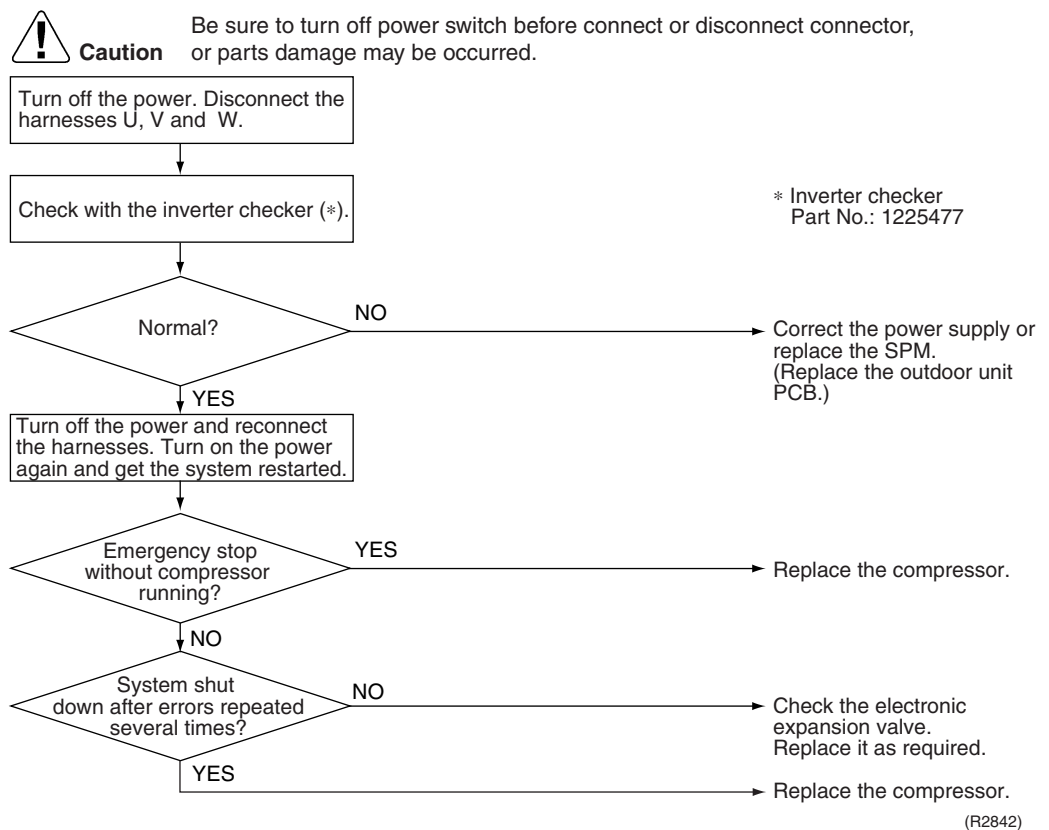 Be sure to turn off power switch before connect or disconnect connector,
Caution or parts damage may be occurred.
Turn off the power. Disconnect the
harnesses U, V and W.
Check with the inverter checker (*).
* Inverter checker
Part No.: 1225477
Normal?
NO
Correct the power supply or
replace the SPM.
(Replace the outdoor unit
PCB.)
YES
Turn off the power and reconnect
the harnesses. Turn on the power
again and get the system restarted.
Emergency stop
without compressor
running?
YES
Replace the compressor.
NO
System shut
down after errors repeated
several times?
NO
Check the electronic
expansion valve.
Replace it as required.
YES
Replace the compressor.
(R2842)